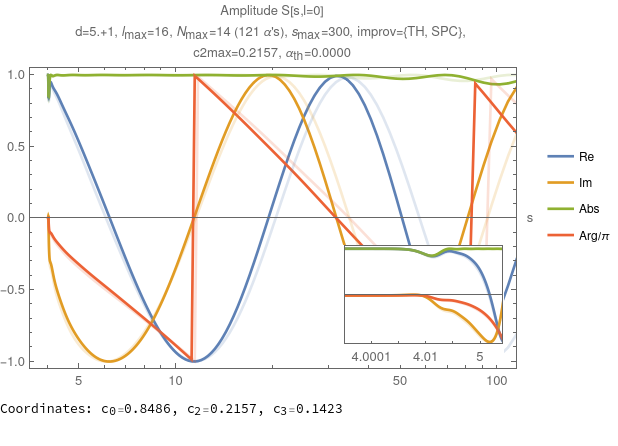 Amplitude S[s,l=0]
d=5.+1, lmax=16, Nmax=14 (121 α's), smax=300, improv={TH, SPC},
c2max=0.2157, αth=0.0000
1.0
0.5
0.0
−0.5
−1.0
5
10
50
100
s
Re
Im
Abs
Arg/π
4.0001
4.01
5
Coordinates: c0=0.8486, c2=0.2157, c3=0.1423